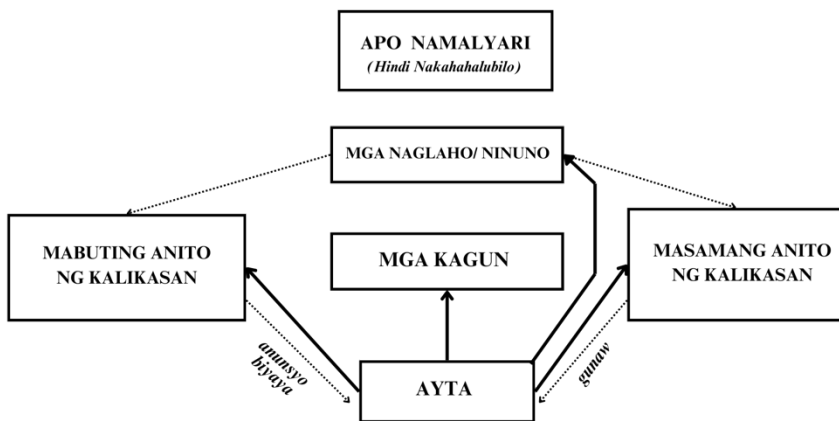 APO NAMALYARI
(Hindi Nakahahalubilo)
MGA NAGLAHO/ NINUNO
MABUTING ANITO
NG KALIKASAN
MGA KAGUN
MASAMANG ANITO
NG KALIKASAN
anunsyo
biyaya
gunaw
AYTA